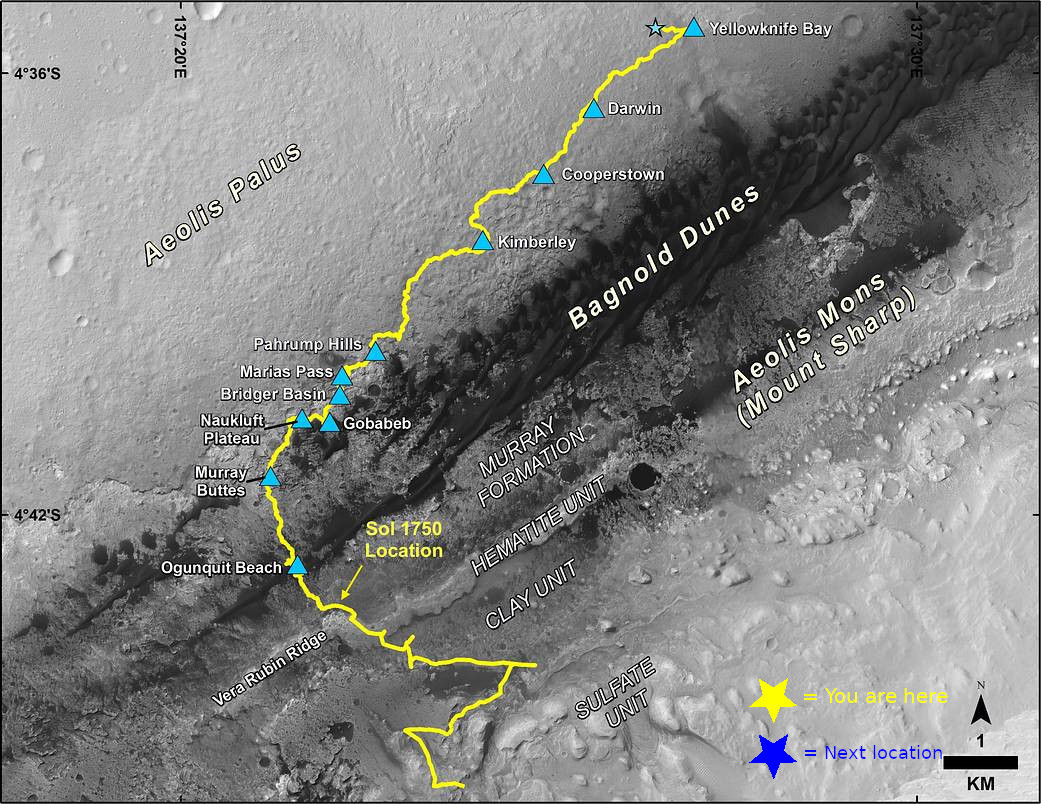 137°20'E
137°30'E
4°36'S
Yellowknife Bay
Darwin
Cooperstown
Aeolis Palus
Kimberley
Bagnold Dunes
Aeolis Mons
(Mount Sharp)
Pahrump Hills
Marias Pass
Bridger Basin
Naukluft
Plateau
Gobabeb
MURRAY
FORMATION
Murray
Buttes
HEMATITE UNIT
4°42'S
Sol 1750
Location
Ogunquit Beach
CLAY UNIT
Vera Rubin Ridge
SULFATE
UNIT
= You are here
= Next location
N
1
KM